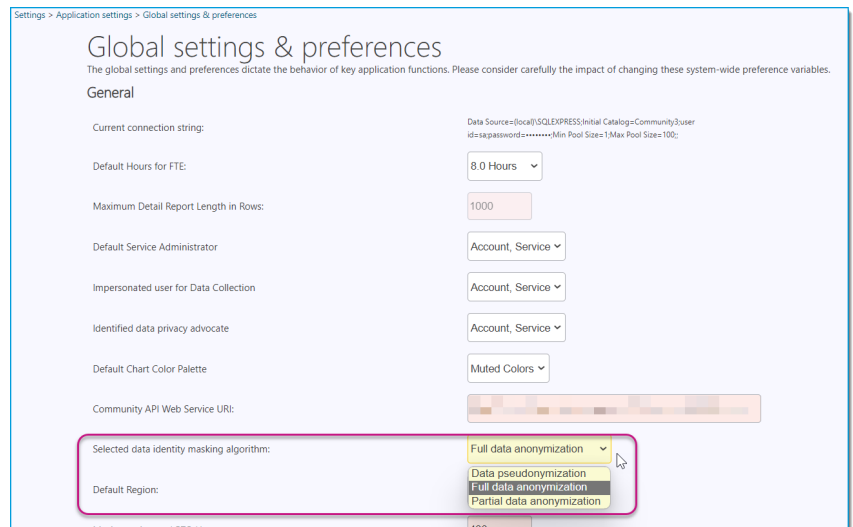 Settings > Application settings > Global settings & preferences
Global settings & preferences
The global settings and preferences dictate the behavior of key application functions. Please consider carefully the impact of changing these system-wide preference variables.
General
Current connection string:
Data Source=(local)\SQLEXPRESS;Initial Catalog=Community3;user
id=sa;password=••••••••;Min Pool Size=1;Max Pool Size=100;;
Default Hours for FTE:
8.0 Hours
Maximum Detail Report Length in Rows:
1000
Default Service Administrator
Account, Service
Impersonated user for Data Collection
Account, Service
Identified data privacy advocate
Account, Service
Default Chart Color Palette
Muted Colors
Community API Web Service URI:
Selected data identity masking algorithm:
Full data anonymization
Data pseudonymization
Full data anonymization
Default Region:
Partial data anonymization